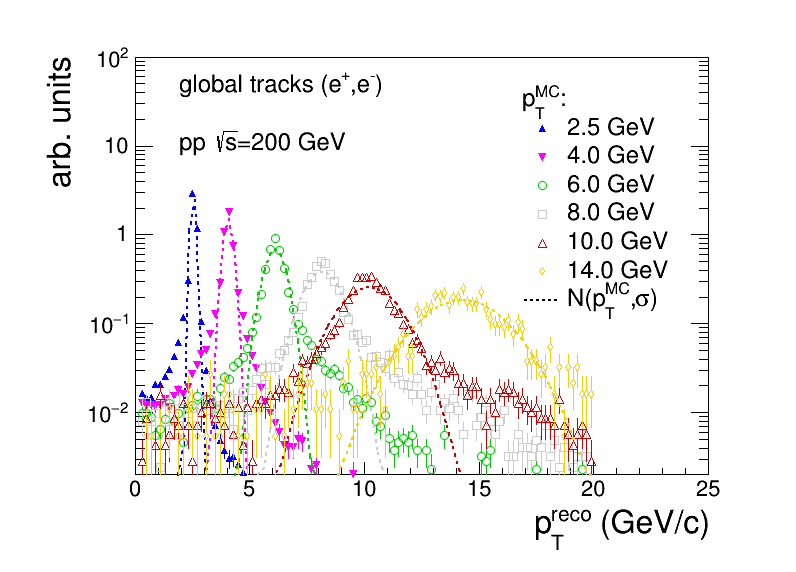 arb. units
10²
10
1
10⁻¹
10⁻²
global tracks (e⁺,e⁻)
pp √s=200 GeV
p_T^MC:
2.5 GeV
4.0 GeV
6.0 GeV
8.0 GeV
10.0 GeV
14.0 GeV
N(p_T^MC,σ)
0 5 10 15 20 25
p_T^reco (GeV/c)